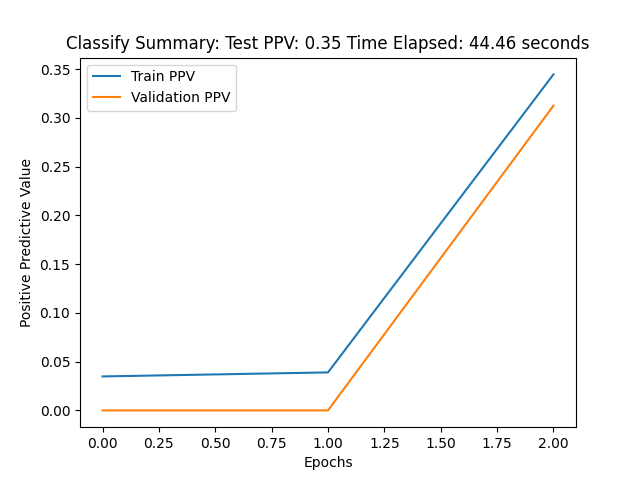 Classify Summary: Test PPV: 0.35 Time Elapsed: 44.46 seconds
Train PPV
Validation PPV
Positive Predictive Value
0.35
0.30
0.25
0.20
0.15
0.10
0.05
0.00
0.00 0.25 0.50 0.75 1.00 1.25 1.50 1.75 2.00
Epochs